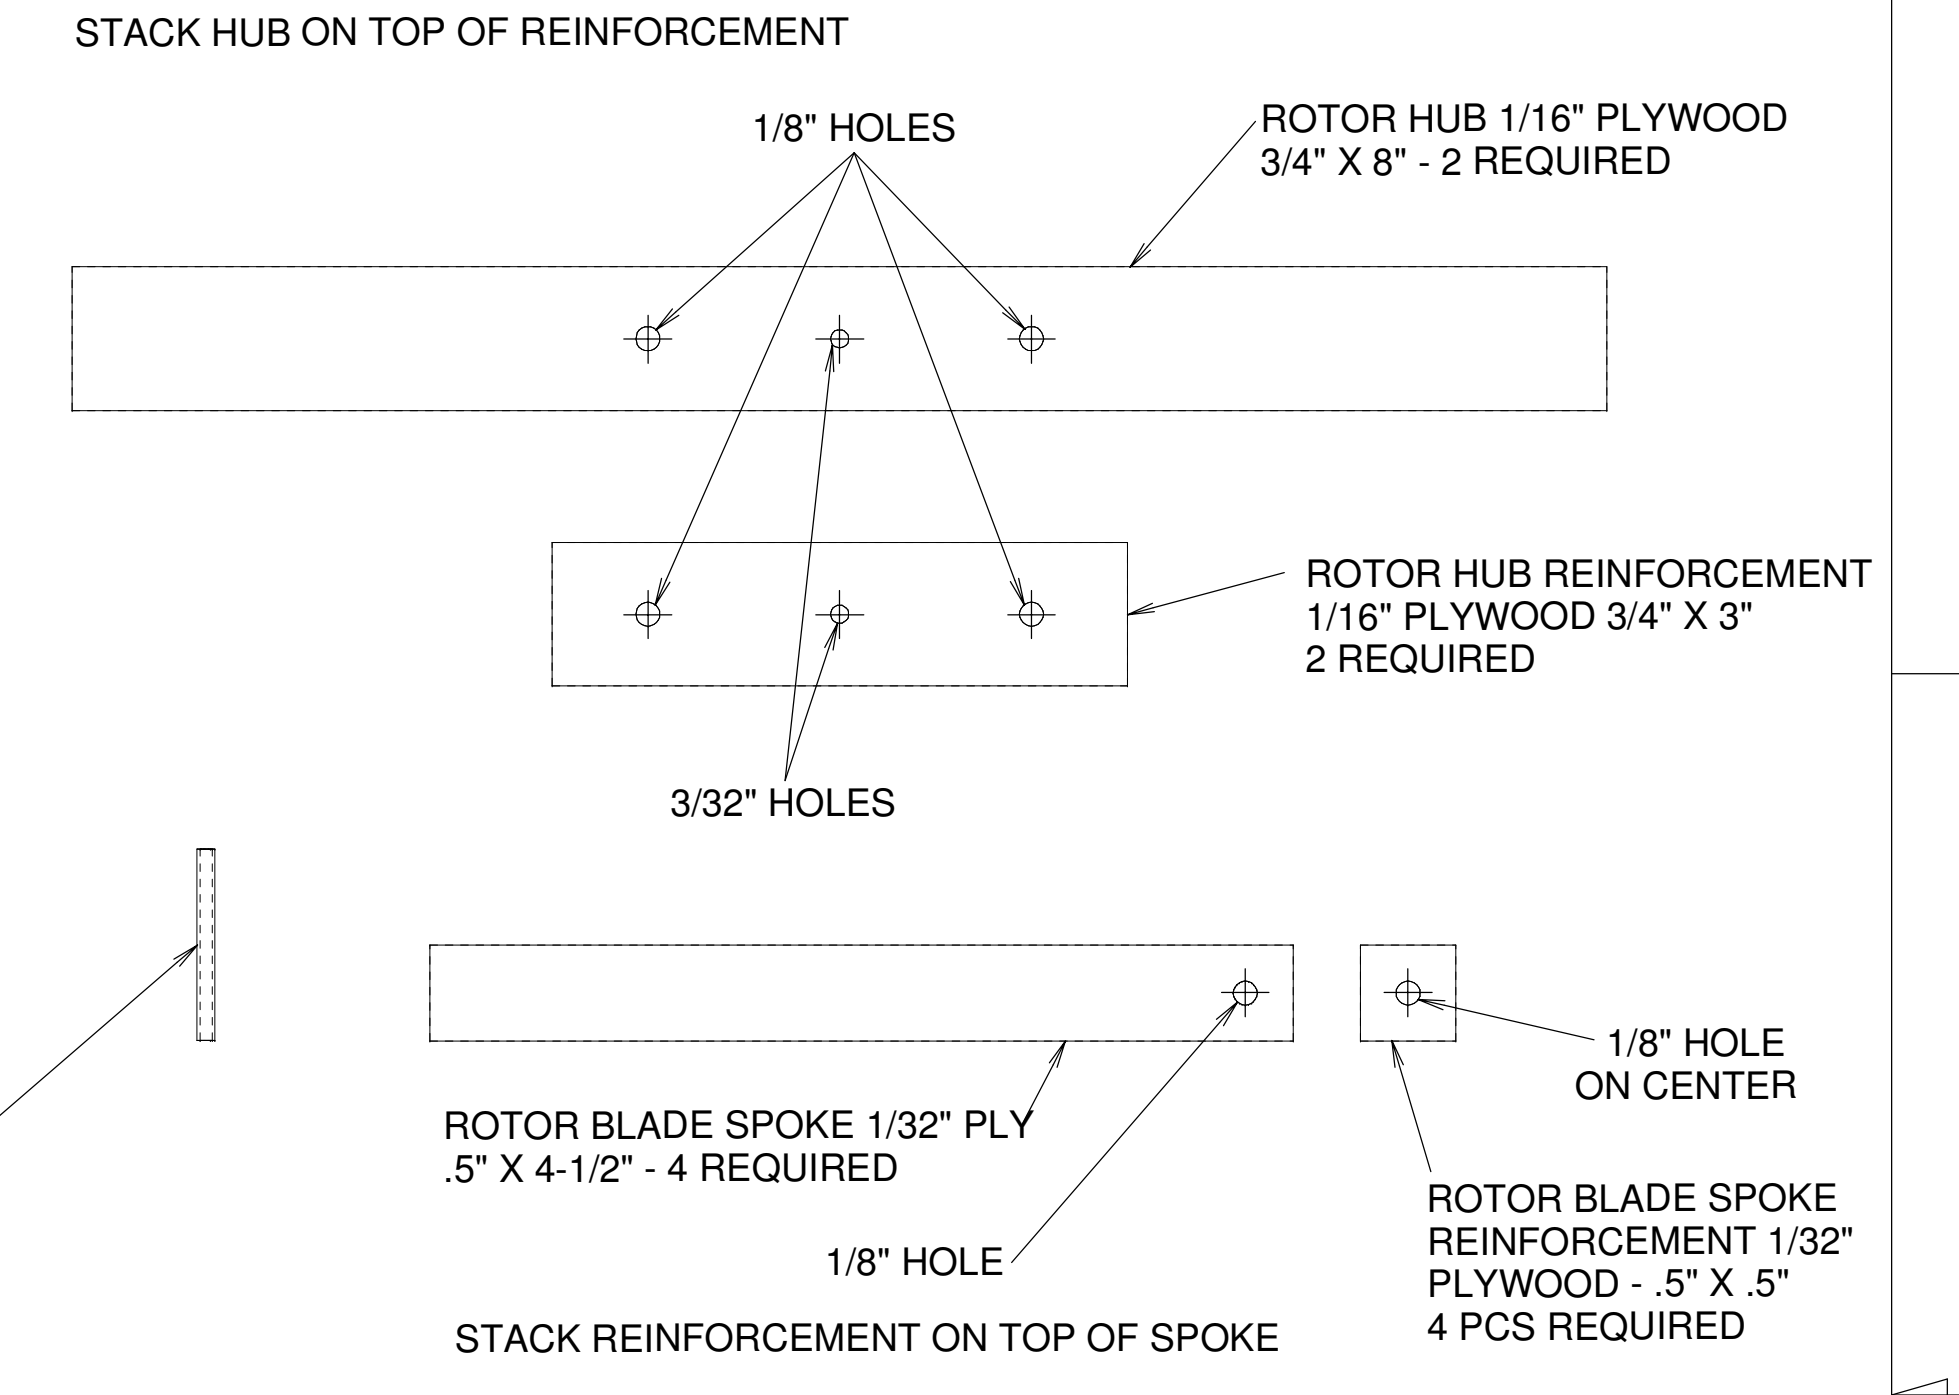 STACK HUB ON TOP OF REINFORCEMENT
1/8" HOLES
ROTOR HUB 1/16" PLYWOOD
3/4" X 8" - 2 REQUIRED
ROTOR HUB REINFORCEMENT
1/16" PLYWOOD 3/4" X 3"
2 REQUIRED
3/32" HOLES
1/8" HOLE
ON CENTER
ROTOR BLADE SPOKE 1/32" PLY
.5" X 4-1/2" - 4 REQUIRED
ROTOR BLADE SPOKE
REINFORCEMENT 1/32"
PLYWOOD - .5" X .5"
4 PCS REQUIRED
1/8" HOLE
STACK REINFORCEMENT ON TOP OF SPOKE